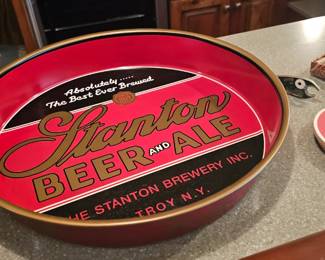 Absolutely.....
The Best Ever Brewed
Stanton
BEER AND ALE
THE STANTON BREWERY INC.
TROY N.Y.